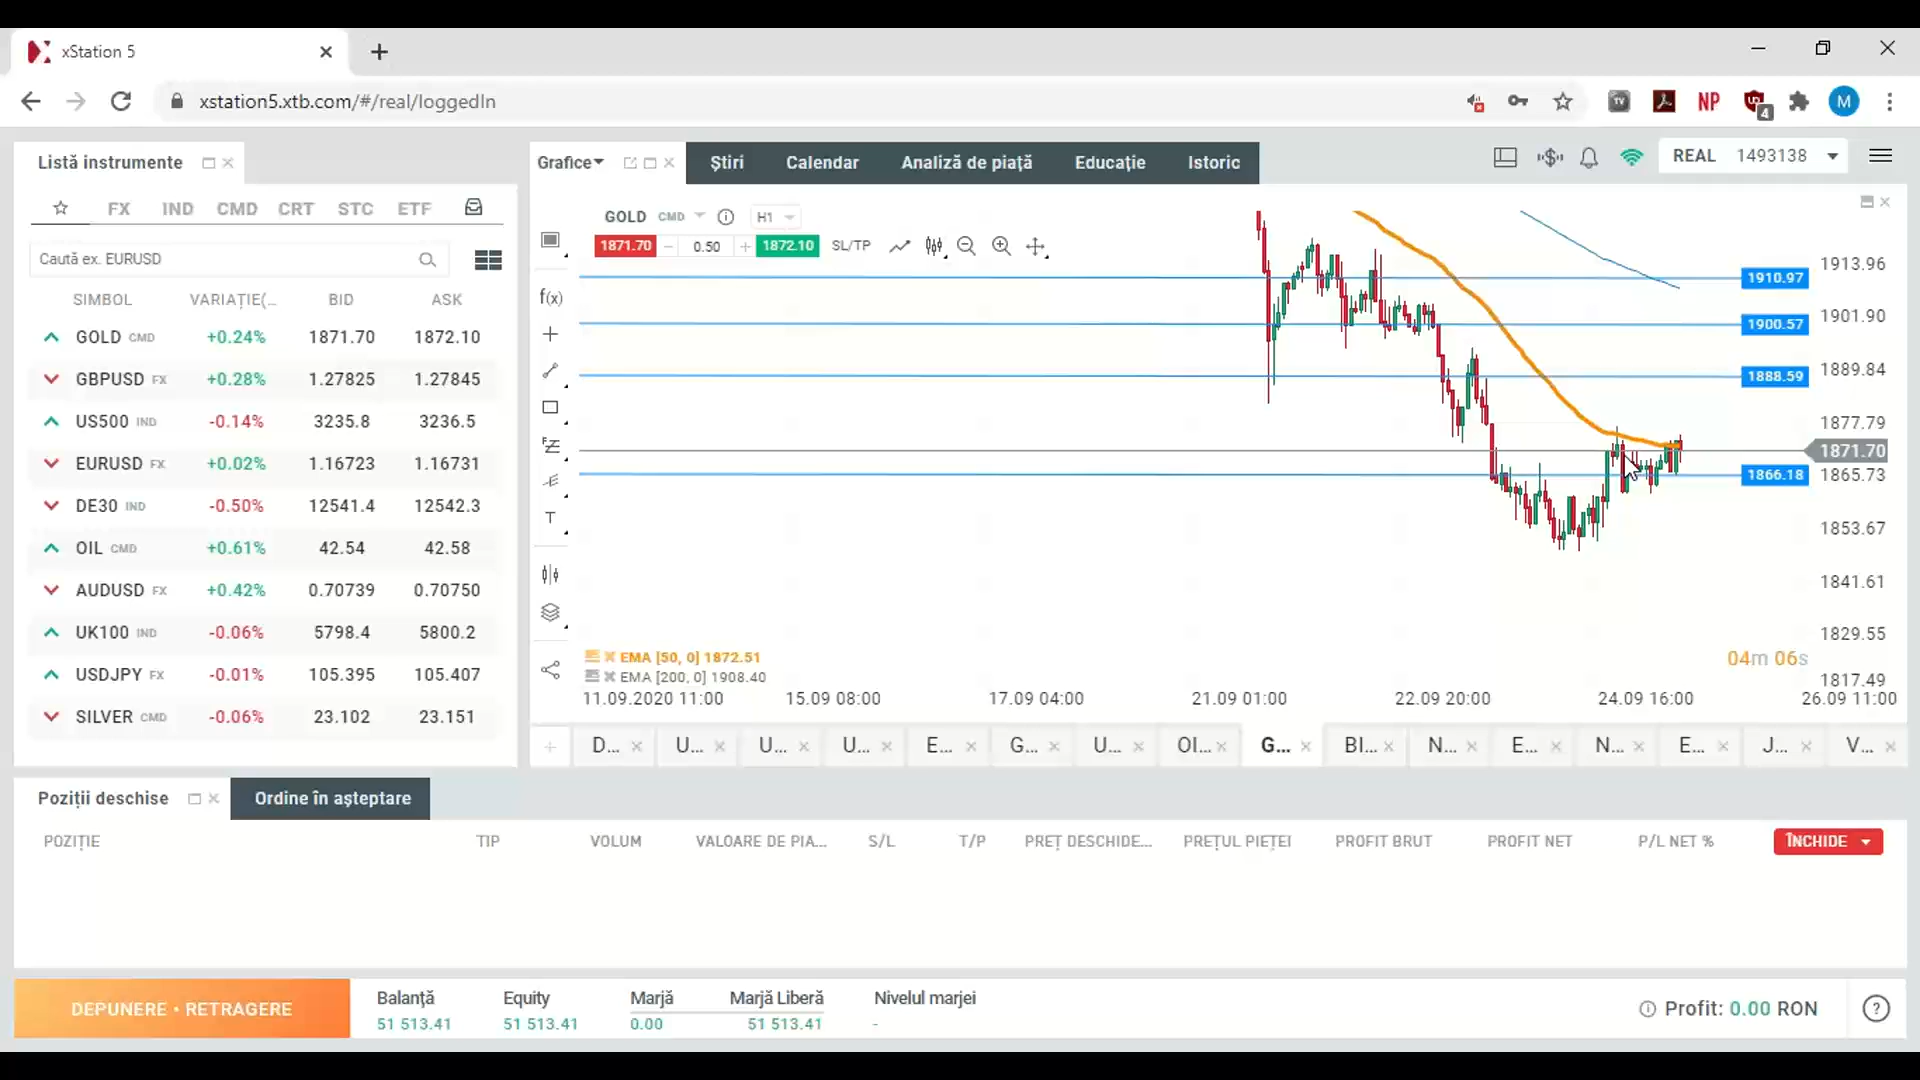 xStation 5
xstation5.xtb.com/#/real/loggedIn
TV
NP
4
M
Listă instrumente
Grafice
Știri
Calendar
Analiză de piață
Educație
Istoric
REAL 1493138
FX IND CMD CRT STC ETF
Caută ex. EURUSD
SIMBOL VARIAȚIE(... BID ASK
GOLD CMD +0.24% 1871.70 1872.10
GBPUSD FX +0.28% 1.27825 1.27845
US500 IND -0.14% 3235.8 3236.5
EURUSD FX +0.02% 1.16723 1.16731
DE30 IND -0.50% 12541.4 12542.3
OIL CMD +0.61% 42.54 42.58
AUDUSD FX +0.42% 0.70739 0.70750
UK100 IND -0.06% 5798.4 5800.2
USDJPY FX -0.01% 105.395 105.407
SILVER CMD -0.06% 23.102 23.151
GOLD CMD H1
1871.70 − 0.50 + 1872.10 SL/TP
f(x)
T
1910.97
1900.57
1888.59
1866.18
1913.96
1901.90
1889.84
1877.79
1871.70
1865.73
1853.67
1841.61
1829.55
1817.49
04m 06s
EMA [50, 0] 1872.51
EMA [200, 0] 1908.40
11.09.2020 11:00 15.09 08:00 17.09 04:00 21.09 01:00 22.09 20:00 24.09 16:00 26.09 11:00
D... U... U... U... E... G... U... OI... G... BI... N... E... N... E... J... V...
Poziții deschise
Ordine în așteptare
POZIȚIE TIP VOLUM VALOARE DE PIA... S/L T/P PREȚ DESCHIDE... PREȚUL PIEȚEI PROFIT BRUT PROFIT NET P/L NET % ÎNCHIDE
DEPUNERE • RETRAGERE
Balanță Equity Marjă Marjă Liberă Nivelul marjei
51 513.41 51 513.41 0.00 51 513.41 -
Profit: 0.00 RON
?